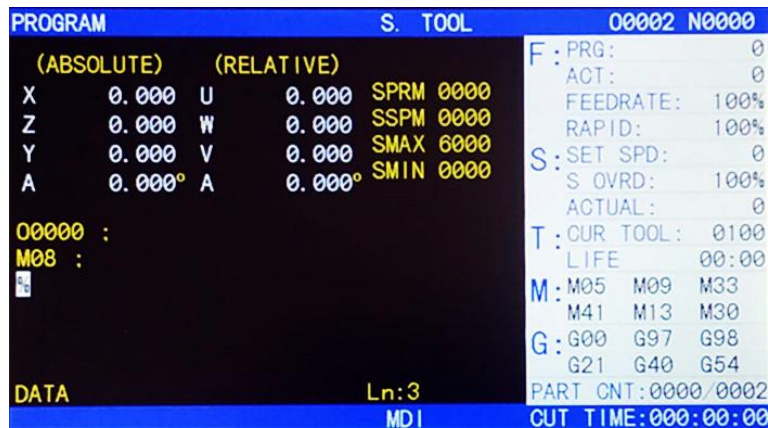 PROGRAM S. TOOL O0002 N0000
(ABSOLUTE) (RELATIVE)
X 0.000 U 0.000 SPRM 0000
Z 0.000 W 0.000 SSPM 0000
Y 0.000 V 0.000 SMAX 6000
A 0.000° A 0.000° SMIN 0000
O0000 :
M08 :
%
DATA Ln:3
MDI
F: PRG: 0
ACT: 0
FEEDRATE: 100%
RAPID: 100%
S: SET SPD: 0
S OVRD: 100%
ACTUAL: 0
T: CUR TOOL: 0100
LIFE 00:00
M: M05 M09 M33
M41 M13 M30
G: G00 G97 G98
G21 G40 G54
PART CNT:0000/0002
CUT TIME:000:00:00